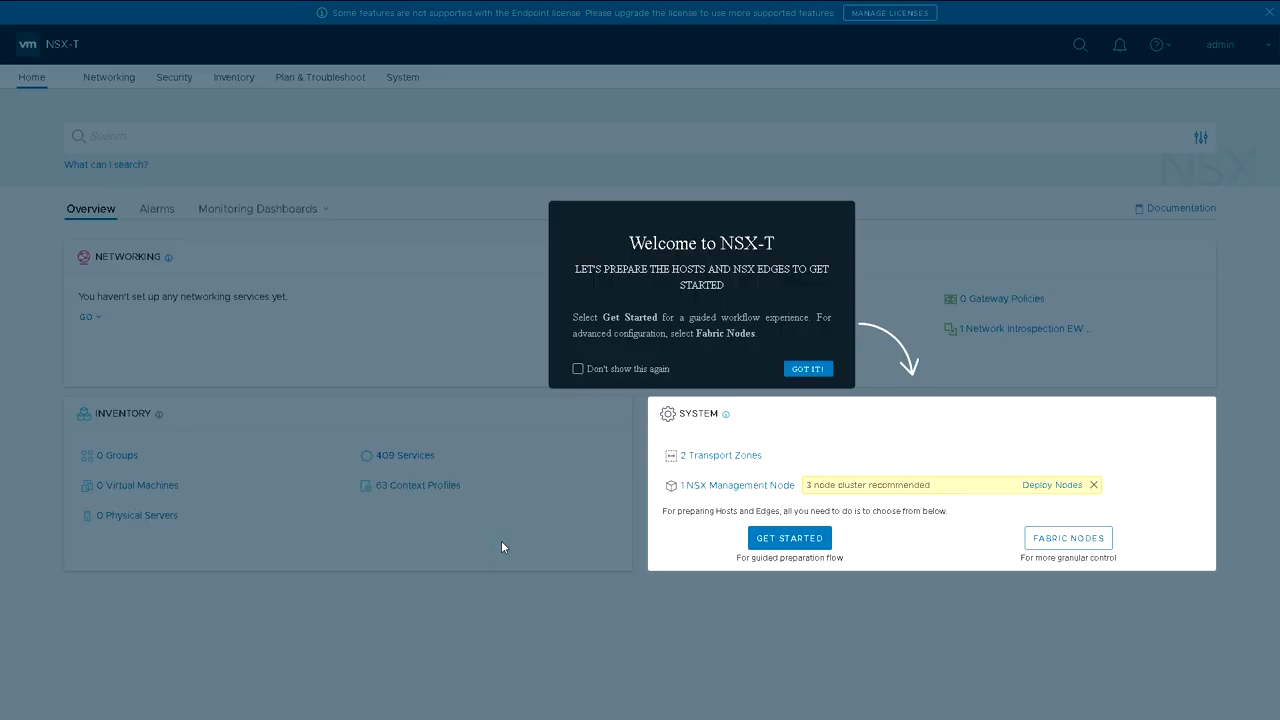 Some features are not supported with the Endpoint license. Please upgrade the license to use more supported features. MANAGE LICENSES
vm NSX-T
admin
Home Networking Security Inventory Plan & Troubleshoot System
Search
What can I search?
NSX
Overview Alarms Monitoring Dashboards
Documentation
NETWORKING
You haven't set up any networking services yet.
GO
Welcome to NSX-T
LET'S PREPARE THE HOSTS AND NSX EDGES TO GET
STARTED
Select Get Started for a guided workflow experience. For
advanced configuration, select Fabric Nodes.
Don't show this again GOT IT!
0 Gateway Policies
1 Network Introspection EW ...
INVENTORY
0 Groups 409 Services
0 Virtual Machines 63 Context Profiles
0 Physical Servers
SYSTEM
2 Transport Zones
1 NSX Management Node 3 node cluster recommended Deploy Nodes
For preparing Hosts and Edges, all you need to do is to choose from below.
GET STARTED FABRIC NODES
For guided preparation flow For more granular control